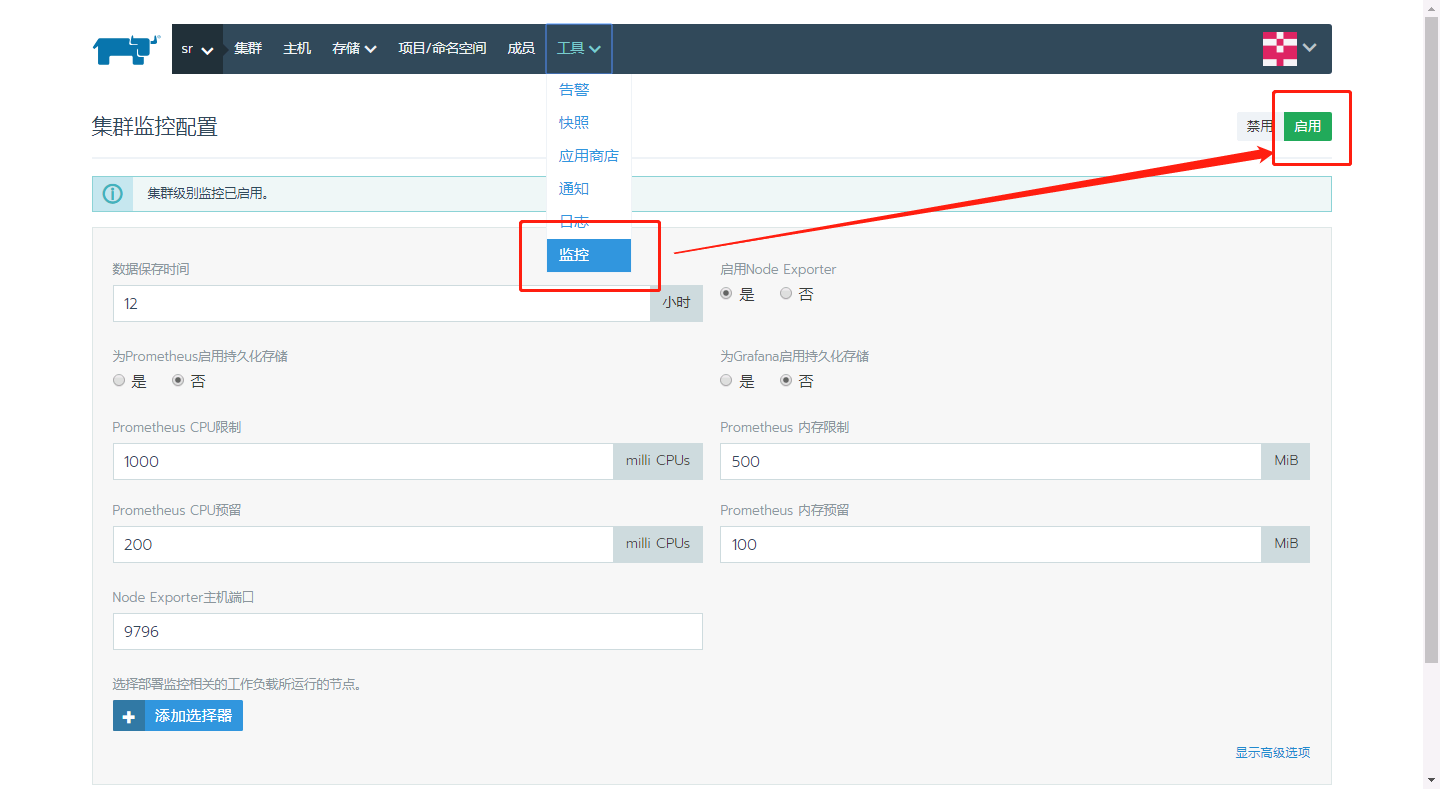 sr 集群 主机 存储 项目/命名空间 成员 工具
告警
快照
应用商店
通知
日志
监控
集群监控配置 禁用 启用
集群级别监控已启用。
数据保存时间 启用Node Exporter
12 小时 是 否
为Prometheus启用持久化存储 为Grafana启用持久化存储
是 否 是 否
Prometheus CPU限制 Prometheus 内存限制
1000 milli CPUs 500 MiB
Prometheus CPU预留 Prometheus 内存预留
200 milli CPUs 100 MiB
Node Exporter主机端口
9796
选择部署监控相关的工作负载所运行的节点。
添加选择器
显示高级选项